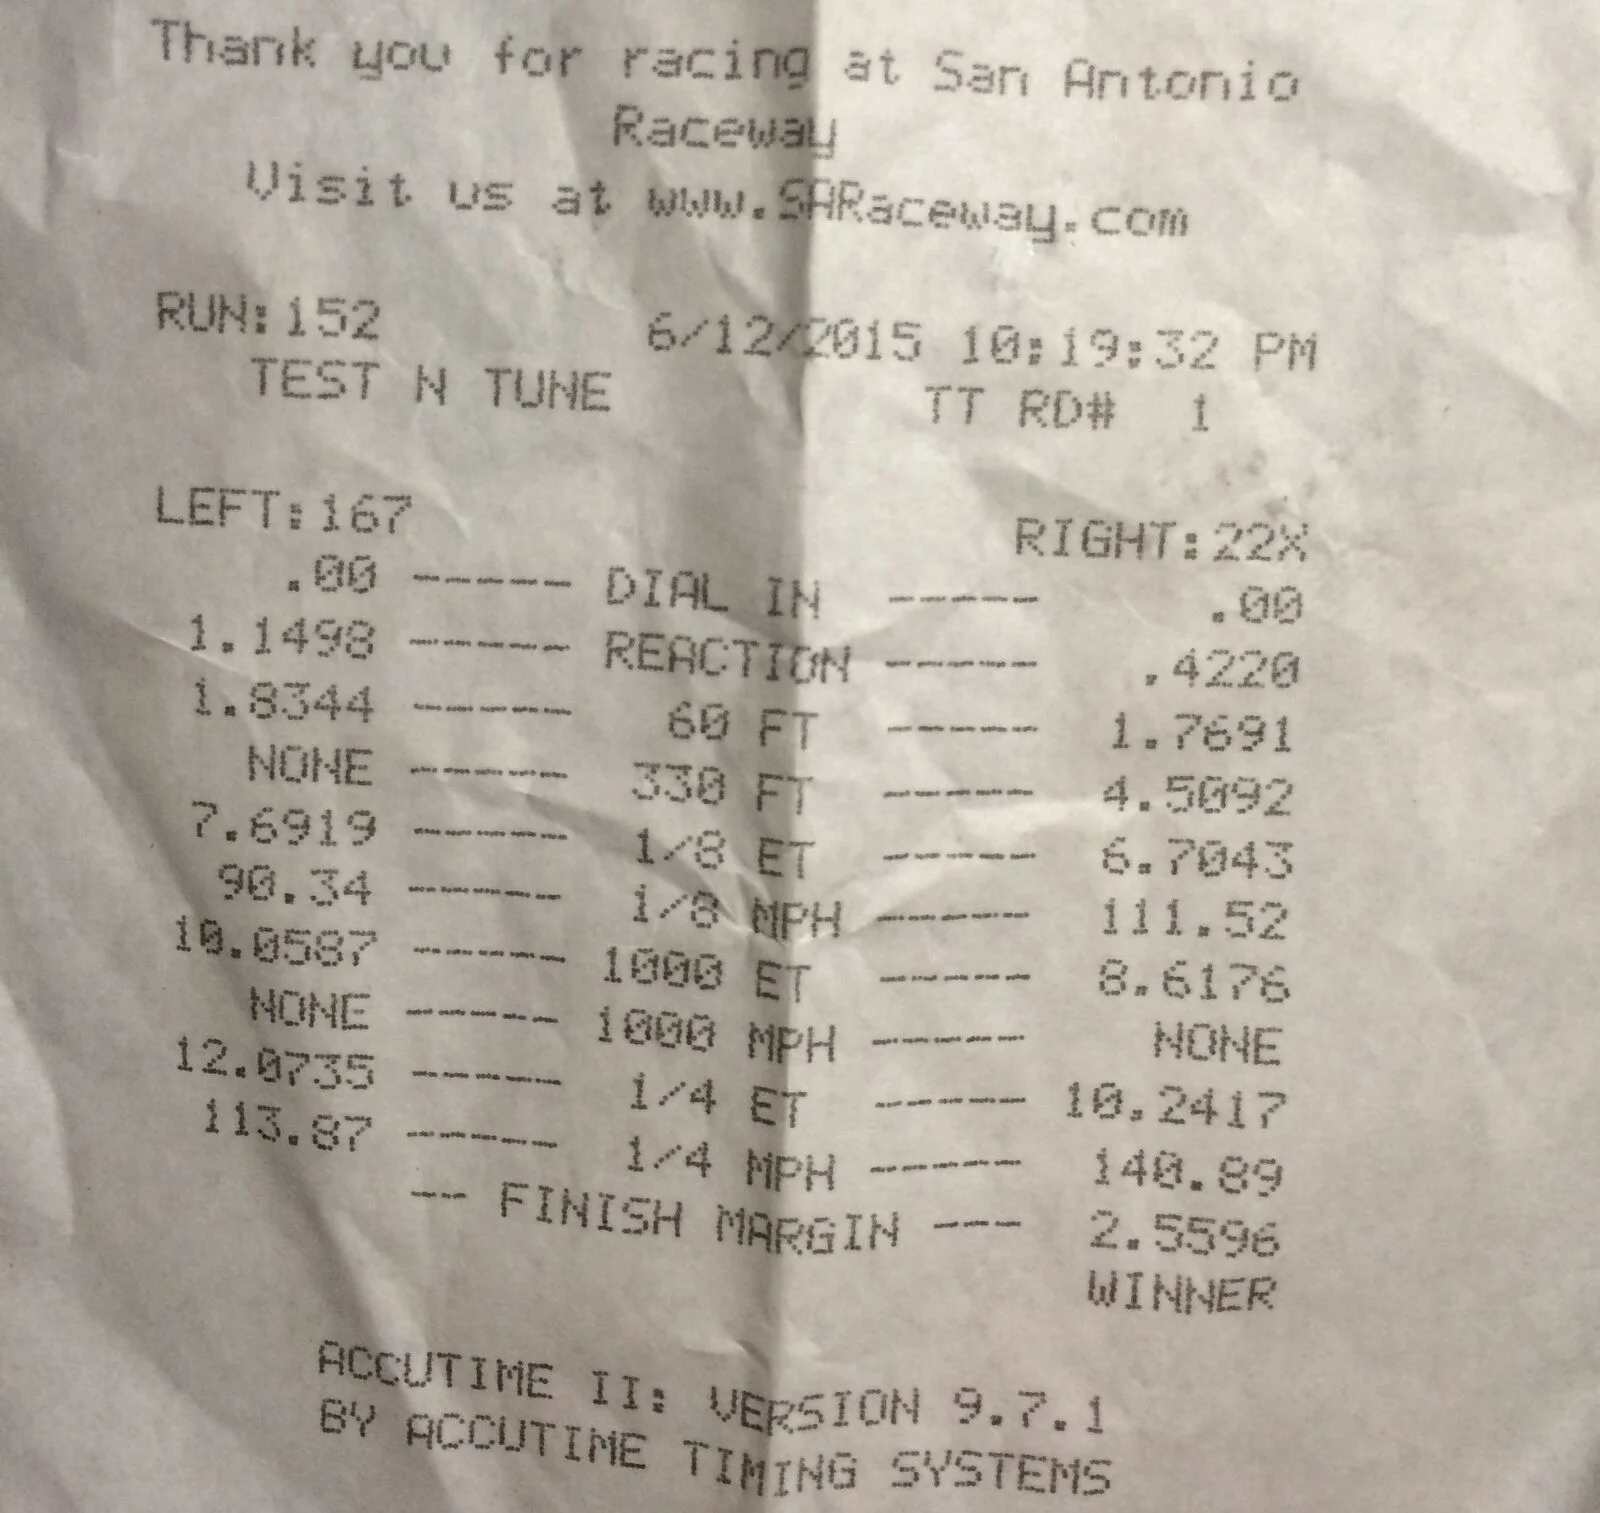 Thank you for racing at San Antonio
Raceway
Visit us at www.SARaceway.com
RUN:152 6/12/2015 10:19:32 PM
TEST N TUNE TT RD# 1
LEFT:167 RIGHT:22X
.00 ----- DIAL IN ----- .00
1.1498 ----- REACTION ----- .4220
1.8344 ----- 60 FT ----- 1.7691
NONE ----- 330 FT ----- 4.5092
7.6919 ----- 1/8 ET ----- 6.7043
90.34 ----- 1/8 MPH ----- 111.52
10.0587 ----- 1000 ET ----- 8.6176
NONE ----- 1000 MPH ----- NONE
12.0735 ----- 1/4 ET ----- 10.2417
113.87 ----- 1/4 MPH ----- 140.89
-- FINISH MARGIN --- 2.5596
WINNER
ACCUTIME II: VERSION 9.7.1
BY ACCUTIME TIMING SYSTEMS